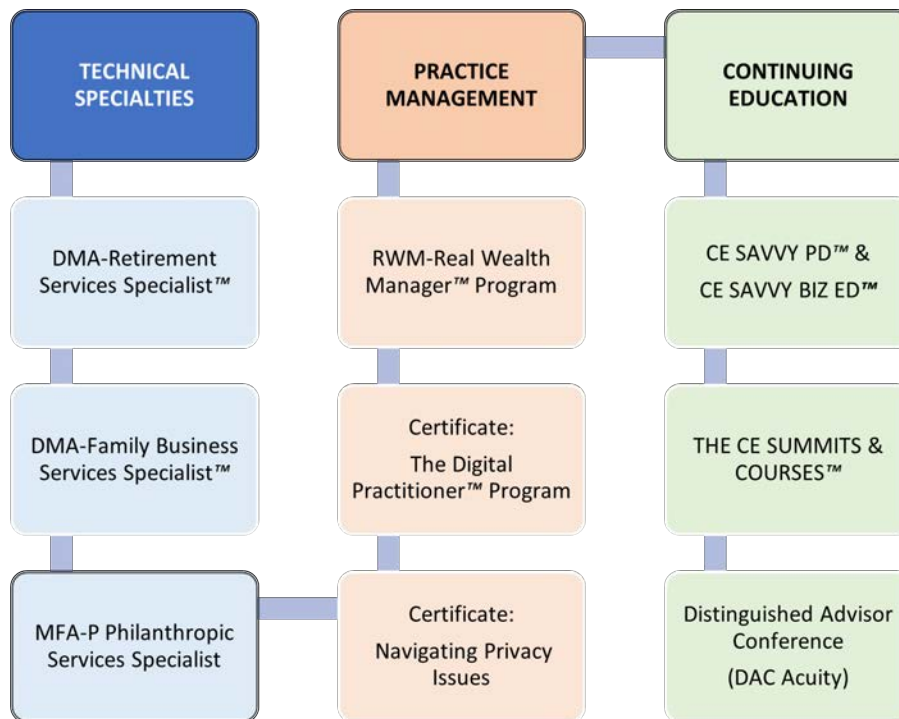 TECHNICAL
SPECIALTIES
DMA-Retirement
Services Specialist™
DMA-Family Business
Services Specialist™
MFA-P Philanthropic
Services Specialist
PRACTICE
MANAGEMENT
RWM-Real Wealth
Manager™ Program
Certificate:
The Digital
Practitioner™ Program
Certificate:
Navigating Privacy
Issues
CONTINUING
EDUCATION
CE SAVVY PD™ &
CE SAVVY BIZ ED™
THE CE SUMMITS &
COURSES™
Distinguished Advisor
Conference
(DAC Acuity)